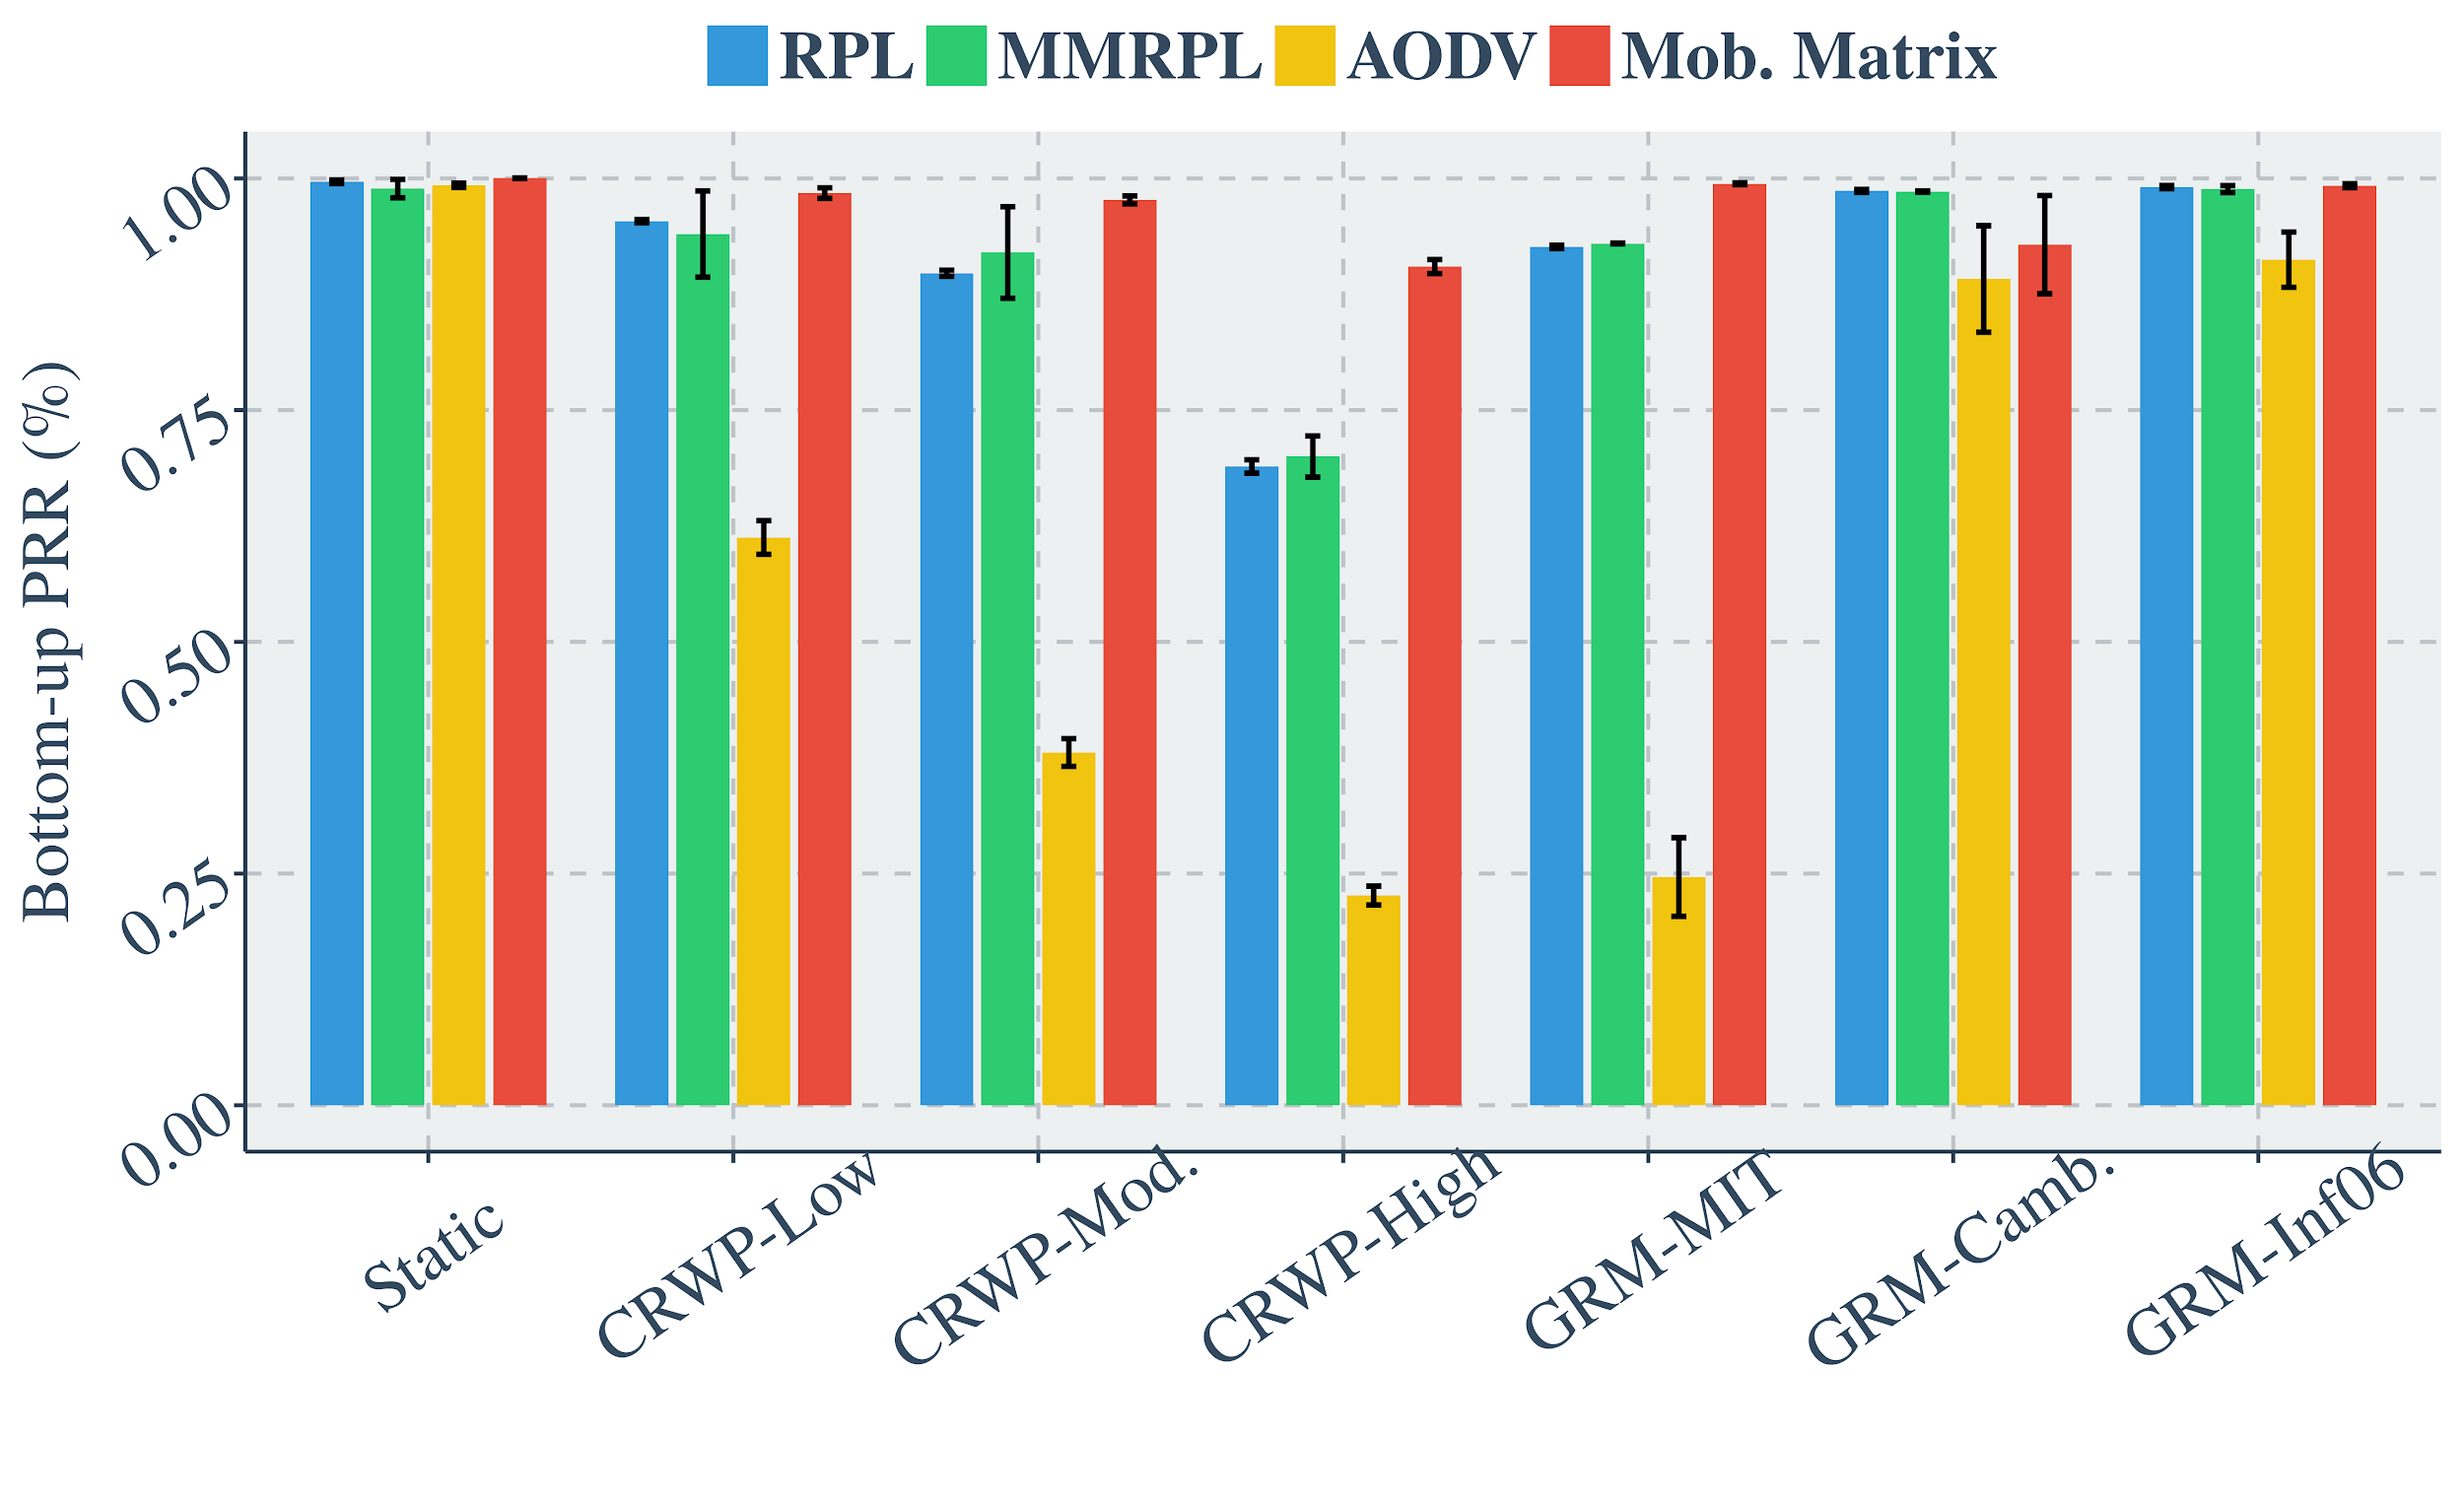 RPL MMRPL AODV Mob. Matrix
Bottom-up PRR (%)
1.00
0.75
0.50
0.25
0.00
Static
CRWP-Low
CRWP-Mod.
CRWP-High
GRM-MIT
GRM-Camb.
GRM-Inf06